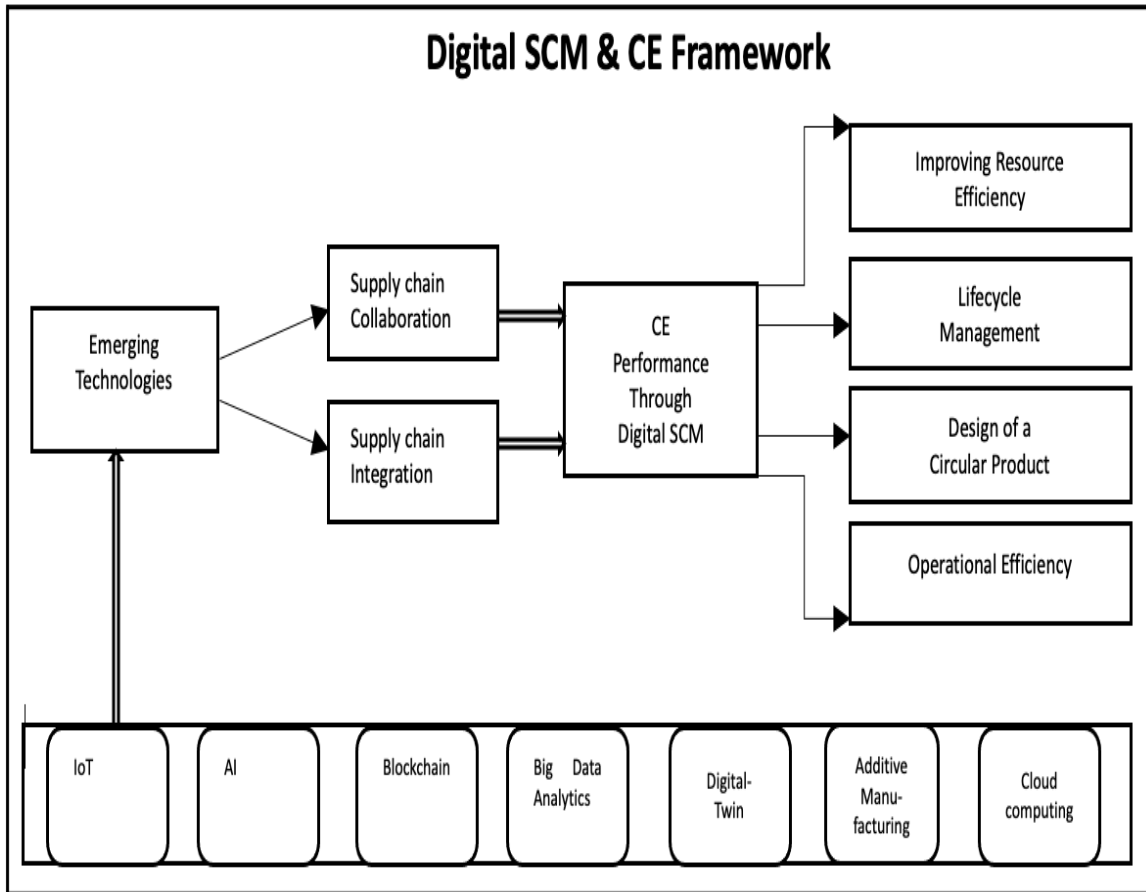 Digital SCM & CE Framework
Improving Resource
Efficiency
Supply chain
Collaboration
Lifecycle
Management
Emerging
Technologies
CE
Performance
Through
Digital SCM
Supply chain
Integration
Design of a
Circular Product
Operational Efficiency
IoT
AI
Blockchain
Big Data
Analytics
Digital-
Twin
Additive
Manu-
facturing
Cloud
computing